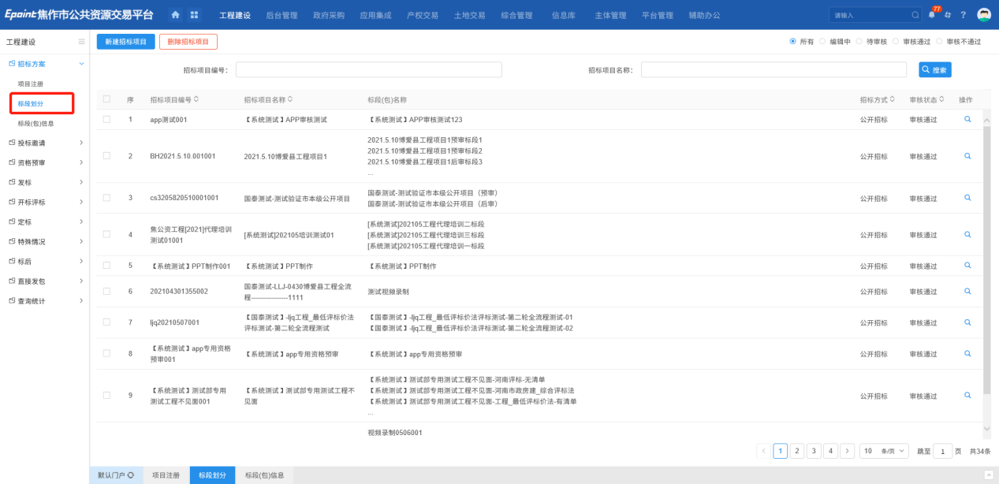 Epoint焦作市公共资源交易平台
工程建设 后台管理 政府采购 应用集成 产权交易 土地交易 综合管理 信息库 主体管理 平台管理 辅助办公
请输入
77
?
工程建设
招标方案
项目注册
标段划分
标段(包)信息
投标邀请
资格预审
发标
开标评标
定标
特殊情况
标后
直接发包
查询统计
新建招标项目 删除招标项目
所有 编辑中 待审核 审核通过 审核不通过
招标项目编号: 招标项目名称: 搜索
序 招标项目编号 招标项目名称 标段(包)名称 招标方式 审核状态 操作
1 app测试001 【系统测试】APP审核测试 【系统测试】APP审核测试123 公开招标 审核通过
2 BH2021.5.10.001001 2021.5.10博爱县工程项目1 2021.5.10博爱县工程项目1预审标段1
2021.5.10博爱县工程项目1预审标段2
2021.5.10博爱县工程项目1后审标段3
...
公开招标 审核通过
3 cs3205820510001001 国泰测试-测试验证市本级公开项目 国泰测试-测试验证市本级公开项目（预审）
国泰测试-测试验证市本级公开项目（后审）
公开招标 审核通过
4 焦公资工程[2021]代理培训
测试01001
[系统测试]202105培训测试01
[系统测试]202105工程代理培训二标段
[系统测试]202105工程代理培训三标段
[系统测试]202105工程代理培训一标段
公开招标 审核通过
5 【系统测试】PPT制作001 【系统测试】PPT制作 【系统测试】PPT制作 公开招标 审核通过
6 202104301355002 国泰测试-LLJ-0430博爱县工程全流
程----------------1111
测试视频录制 公开招标 审核通过
7 ljq20210507001 【国泰测试】-ljq工程_最低评标价法
评标测试-第二轮全流程测试
【国泰测试】-ljq工程_最低评标价法评标测试-第二轮全流程测试-01
【国泰测试】-ljq工程_最低评标价法评标测试-第二轮全流程测试-02
公开招标 审核通过
8 【系统测试】app专用资格
预审001
【系统测试】app专用资格预审 【系统测试】app专用资格预审 公开招标 审核通过
9 【系统测试】测试部专用
测试工程不见面001
【系统测试】测试部专用测试工程不
见面
【系统测试】测试部专用测试工程不见面-河南评标-无清单
【系统测试】测试部专用测试工程不见面-河南市政房建_综合评标法
【系统测试】测试部专用测试工程不见面-工程_最低评标价法-有清单
...
公开招标 审核通过
视频录制0506001
1 2 3 4 10 条/页 跳至 1 页 共34条
默认门户 项目注册 标段划分 标段(包)信息